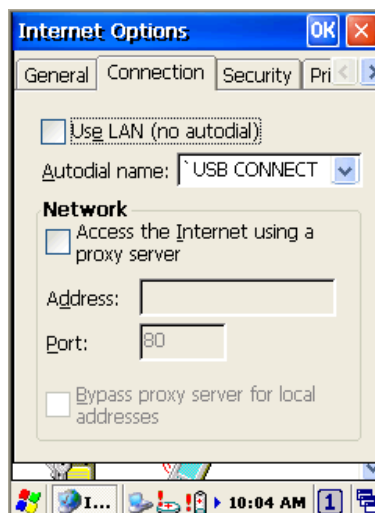 Internet Options OK
General Connection Security Pri
Use LAN (no autodial)
Autodial name: `USB CONNECT
Network
Access the Internet using a
proxy server
Address:
Port: 80
Bypass proxy server for local
addresses
I... 10:04 AM 1